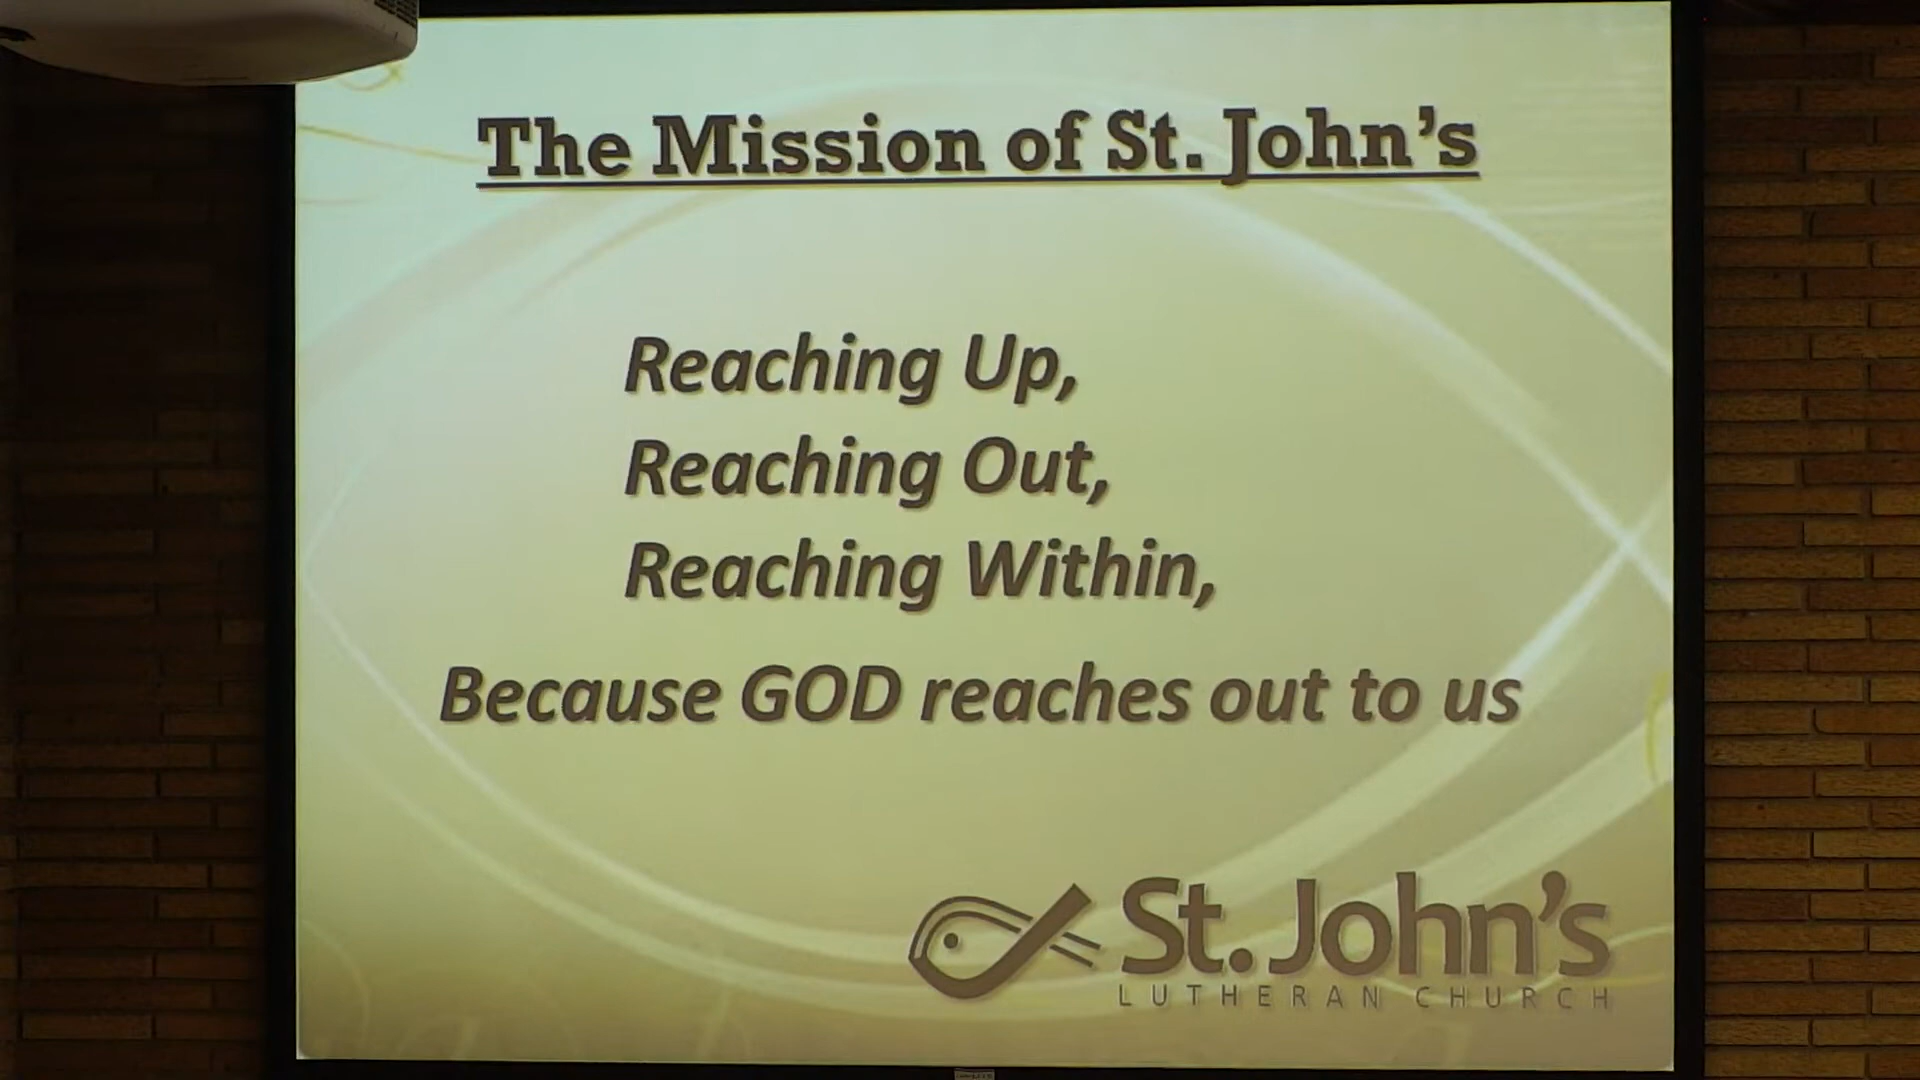 The Mission of St. John's
Reaching Up,
Reaching Out,
Reaching Within,
Because GOD reaches out to us
St. John's
LUTHERAN CHURCH